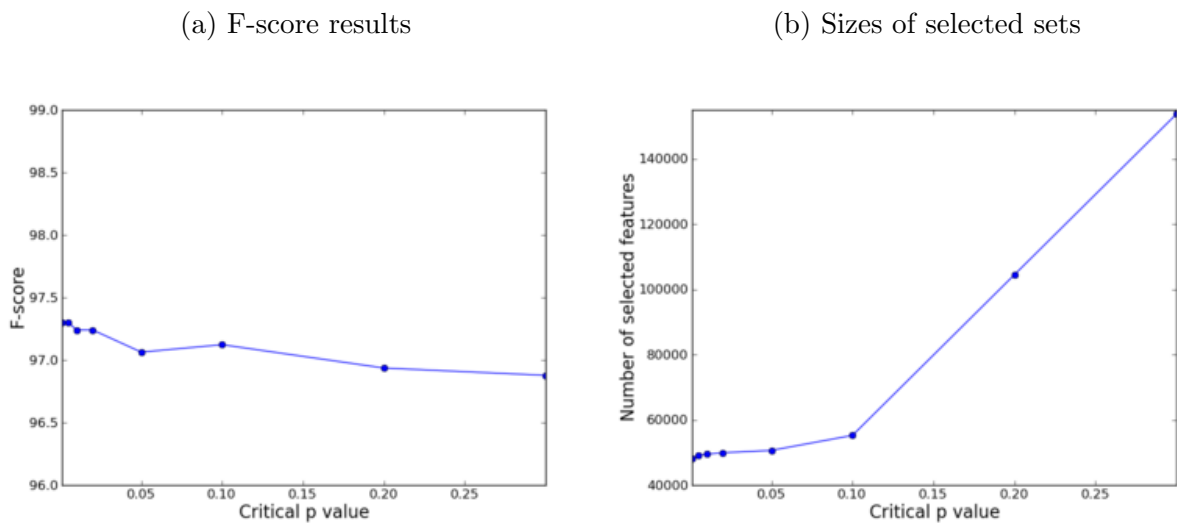 (a) F-score results
(b) Sizes of selected sets
99.0
98.5
98.0
97.5
97.0
96.5
96.0
F-score
0.05 0.10 0.15 0.20 0.25
Critical p value
140000
120000
100000
80000
60000
40000
Number of selected features
0.05 0.10 0.15 0.20 0.25
Critical p value